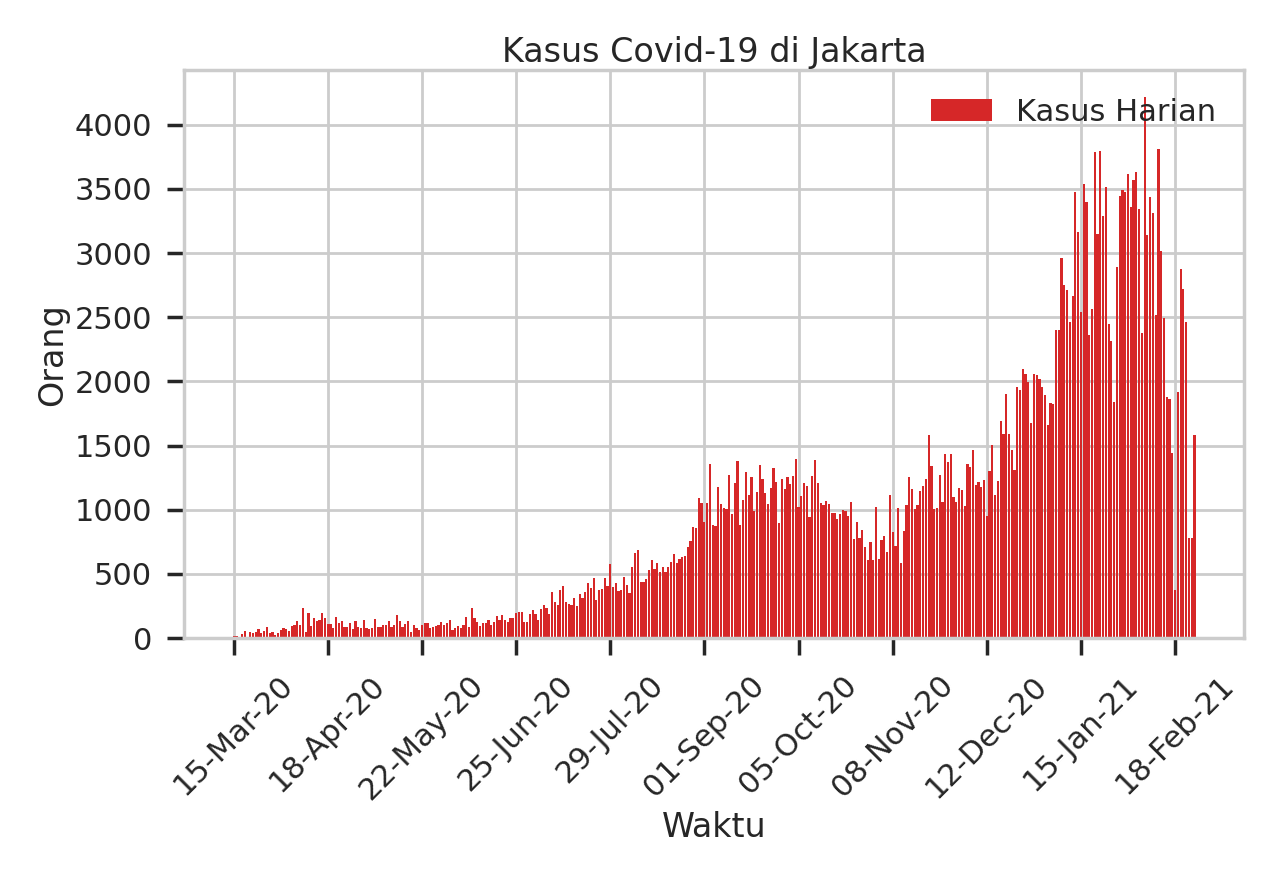 Kasus Covid-19 di Jakarta
Kasus Harian
Orang
4000
3500
3000
2500
2000
1500
1000
500
0
15-Mar-20
18-Apr-20
22-May-20
25-Jun-20
29-Jul-20
01-Sep-20
05-Oct-20
08-Nov-20
12-Dec-20
15-Jan-21
18-Feb-21
Waktu